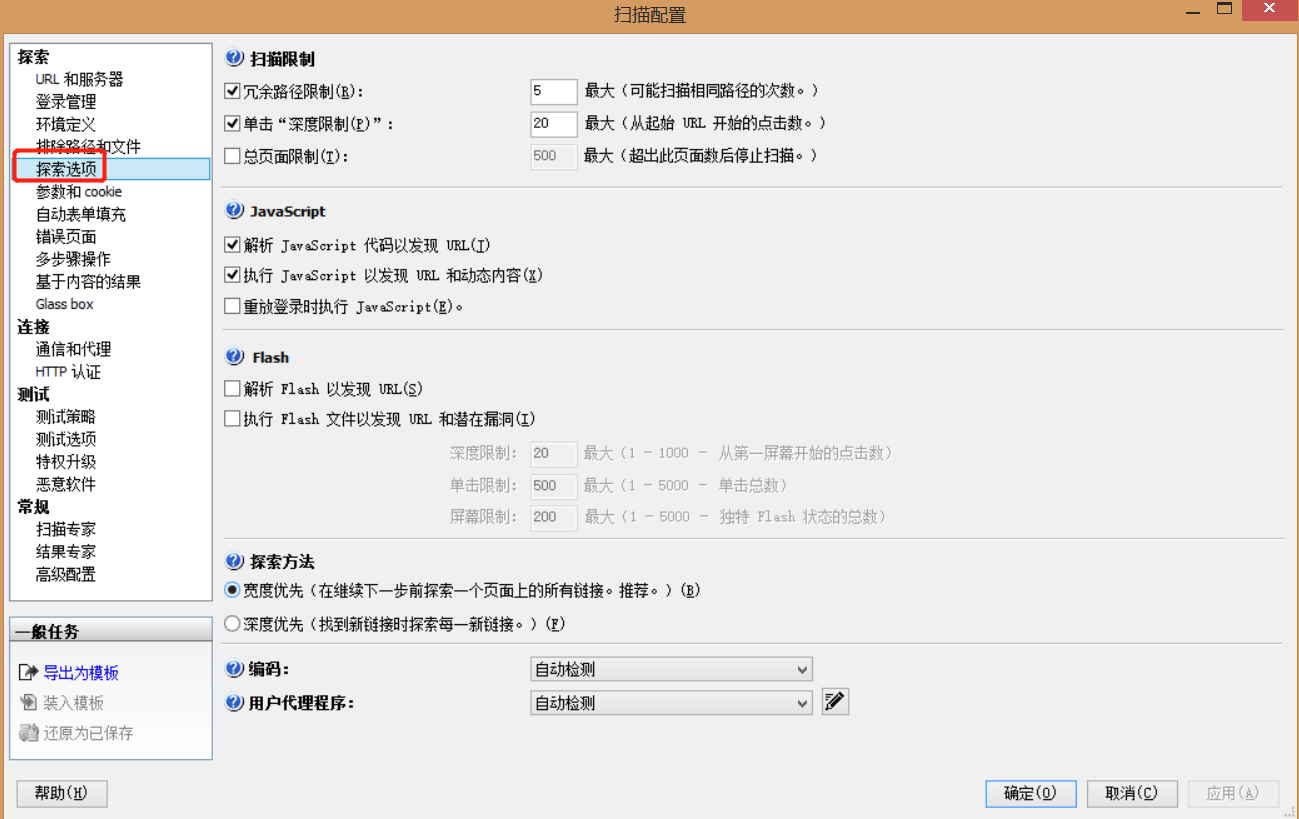 扫描配置
探索
URL 和服务器
登录管理
环境定义
排除路径和文件
探索选项
参数和 cookie
自动表单填充
错误页面
多步骤操作
基于内容的结果
Glass box
连接
通信和代理
HTTP 认证
测试
测试策略
测试选项
特权升级
恶意软件
常规
扫描专家
结果专家
高级配置
一般任务
导出为模板
装入模板
还原为已保存
帮助(H)
扫描限制
冗余路径限制(R): 5 最大（可能扫描相同路径的次数。）
单击“深度限制(P)”: 20 最大（从起始 URL 开始的点击数。）
总页面限制(T): 500 最大（超出此页面数后停止扫描。）
JavaScript
解析 JavaScript 代码以发现 URL(J)
执行 JavaScript 以发现 URL 和动态内容(X)
重放登录时执行 JavaScript(E)。
Flash
解析 Flash 以发现 URL(S)
执行 Flash 文件以发现 URL 和潜在漏洞(I)
深度限制: 20 最大（1 - 1000 - 从第一屏幕开始的点击数）
单击限制: 500 最大（1 - 5000 - 单击总数）
屏幕限制: 200 最大（1 - 5000 - 独特 Flash 状态的总数）
探索方法
宽度优先（在继续下一步前探索一个页面上的所有链接。推荐。）(B)
深度优先（找到新链接时探索每一新链接。）(F)
编码: 自动检测
用户代理程序: 自动检测
确定(O) 取消(C) 应用(A)